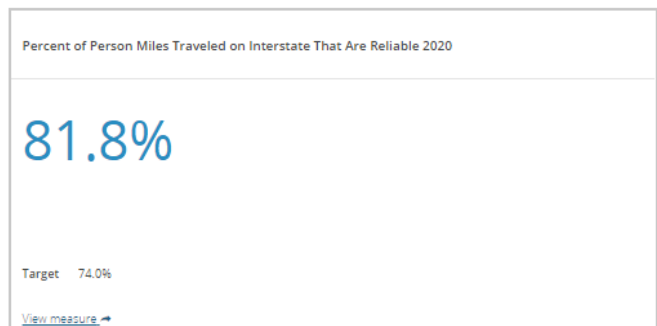 Percent of Person Miles Traveled on Interstate That Are Reliable 2020
81.8%
Target 74.0%
View measure ➦